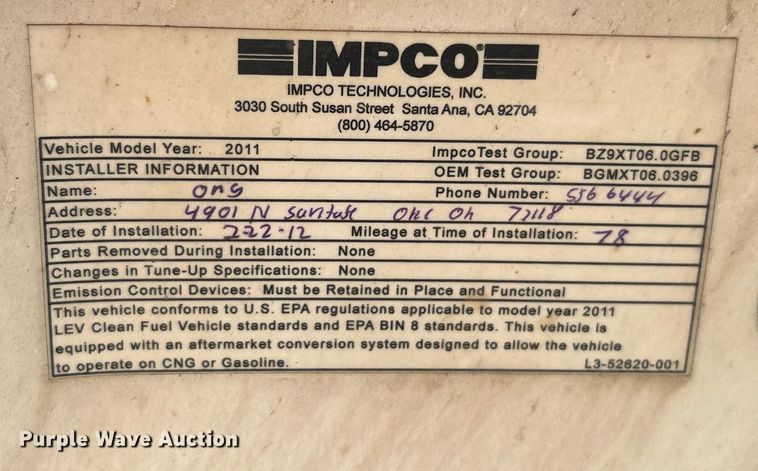 IMPCO®
IMPCO TECHNOLOGIES, INC.
3030 South Susan Street Santa Ana, CA 92704
(800) 464-5870
Vehicle Model Year: 2011 ImpcoTest Group: BZ9XT06.0GFB
INSTALLER INFORMATION OEM Test Group: BGMXT06.0396
Name: Phone Number: 556 6444
Address: 4901 N OKC OK 73118
Date of Installation: 2-22-12 Mileage at Time of Installation: 78
Parts Removed During Installation: None
Changes in Tune-Up Specifications: None
Emission Control Devices: Must be Retained in Place and Functional
This vehicle conforms to U.S. EPA regulations applicable to model year 2011
LEV Clean Fuel Vehicle standards and EPA BIN 8 standards. This vehicle is
equipped with an aftermarket conversion system designed to allow the vehicle
to operate on CNG or Gasoline. L3-52620-001
Purple Wave Auction